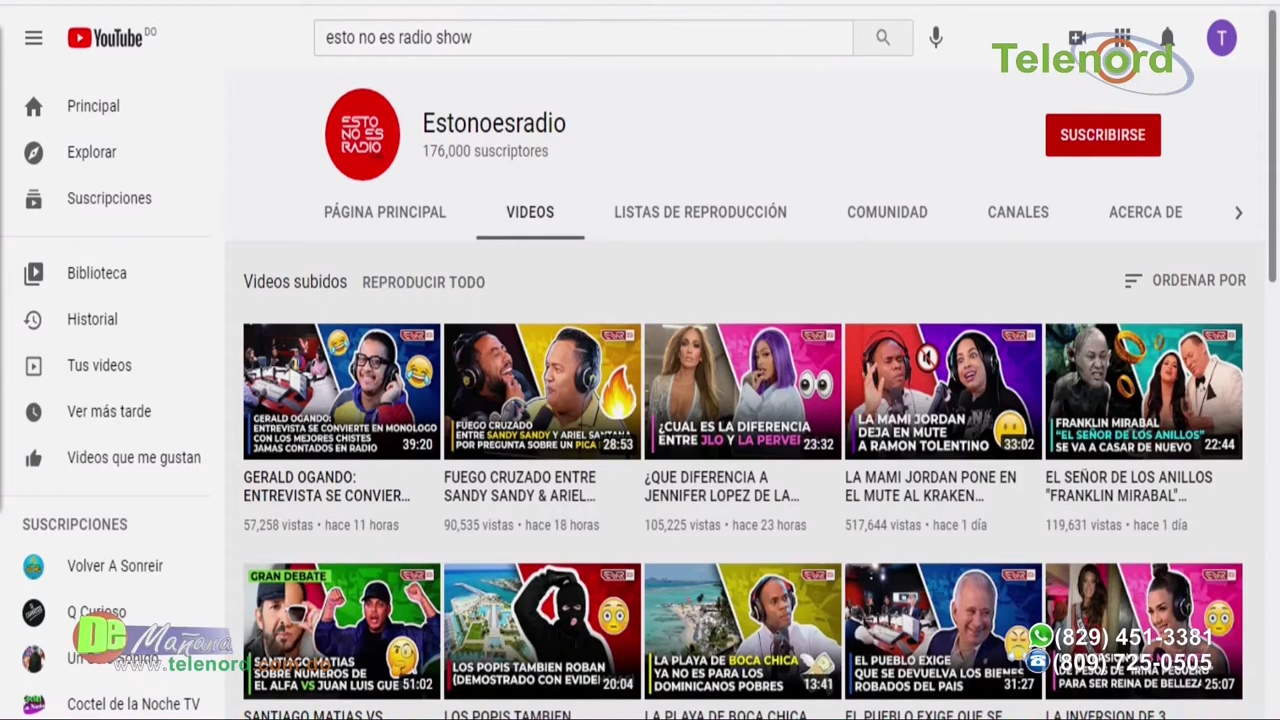 YouTube DO
esto no es radio show
T
Telenord
Principal
Explorar
Suscripciones
Biblioteca
Historial
Tus videos
Ver más tarde
Videos que me gustan
SUSCRIPCIONES
Volver A Sonreir
Q Curioso
Coctel de la Noche TV
ESTO
NO ES
RADIO
Estonoesradio
176,000 suscriptores
SUSCRIBIRSE
PÁGINA PRINCIPAL
VIDEOS
LISTAS DE REPRODUCCIÓN
COMUNIDAD
CANALES
ACERCA DE
Videos subidos
REPRODUCIR TODO
ORDENAR POR
GERALD OGANDO:
ENTREVISTA SE CONVIERTE EN MONOLOGO
CON LOS MEJORES CHISTES
JAMAS CONTADOS EN RADIO
39:20
GERALD OGANDO:
ENTREVISTA SE CONVIER...
57,258 vistas • hace 11 horas
FUEGO CRUZADO
ENTRE SANDY SANDY Y ARIEL SANTANA
POR PREGUNTA SOBRE UN PICA
28:53
FUEGO CRUZADO ENTRE
SANDY SANDY & ARIEL...
90,535 vistas • hace 18 horas
¿CUAL ES LA DIFERENCIA
ENTRE JLO Y LA PERVE?
23:32
¿QUE DIFERENCIA A
JENNIFER LOPEZ DE LA...
105,225 vistas • hace 23 horas
LA MAMI JORDAN
DEJA EN MUTE
A RAMON TOLENTINO
33:02
LA MAMI JORDAN PONE EN
EL MUTE AL KRAKEN...
517,644 vistas • hace 1 día
FRANKLIN MIRABAL
"EL SEÑOR DE LOS ANILLOS"
SE VA A CASAR DE NUEVO
22:44
EL SEÑOR DE LOS ANILLOS
"FRANKLIN MIRABAL"...
119,631 vistas • hace 1 día
GRAN DEBATE
SANTIAGO MATIAS
SOBRE NUMEROS DE
EL ALFA VS JUAN LUIS GUE
51:02
SANTIAGO MATIAS VS
LOS POPIS TAMBIEN ROBAN
(DEMOSTRADO CON EVIDE
20:04
LOS POPIS TAMBIEN
LA PLAYA DE BOCA CHICA
YA NO ES PARA LOS
DOMINICANOS POBRES
13:41
LA PLAYA DE BOCA CHICA
EL PUEBLO EXIGE
QUE SE DEVUELVA LOS BIENES
ROBADOS DEL PAIS
31:27
EL PUEBLO EXIGE QUE SE
PARA SER REINA DE BELLEZA
25:07
LA INVERSION DE 3
De Mañana
www.telenord
(829) 451-3381
(809) 725-0505